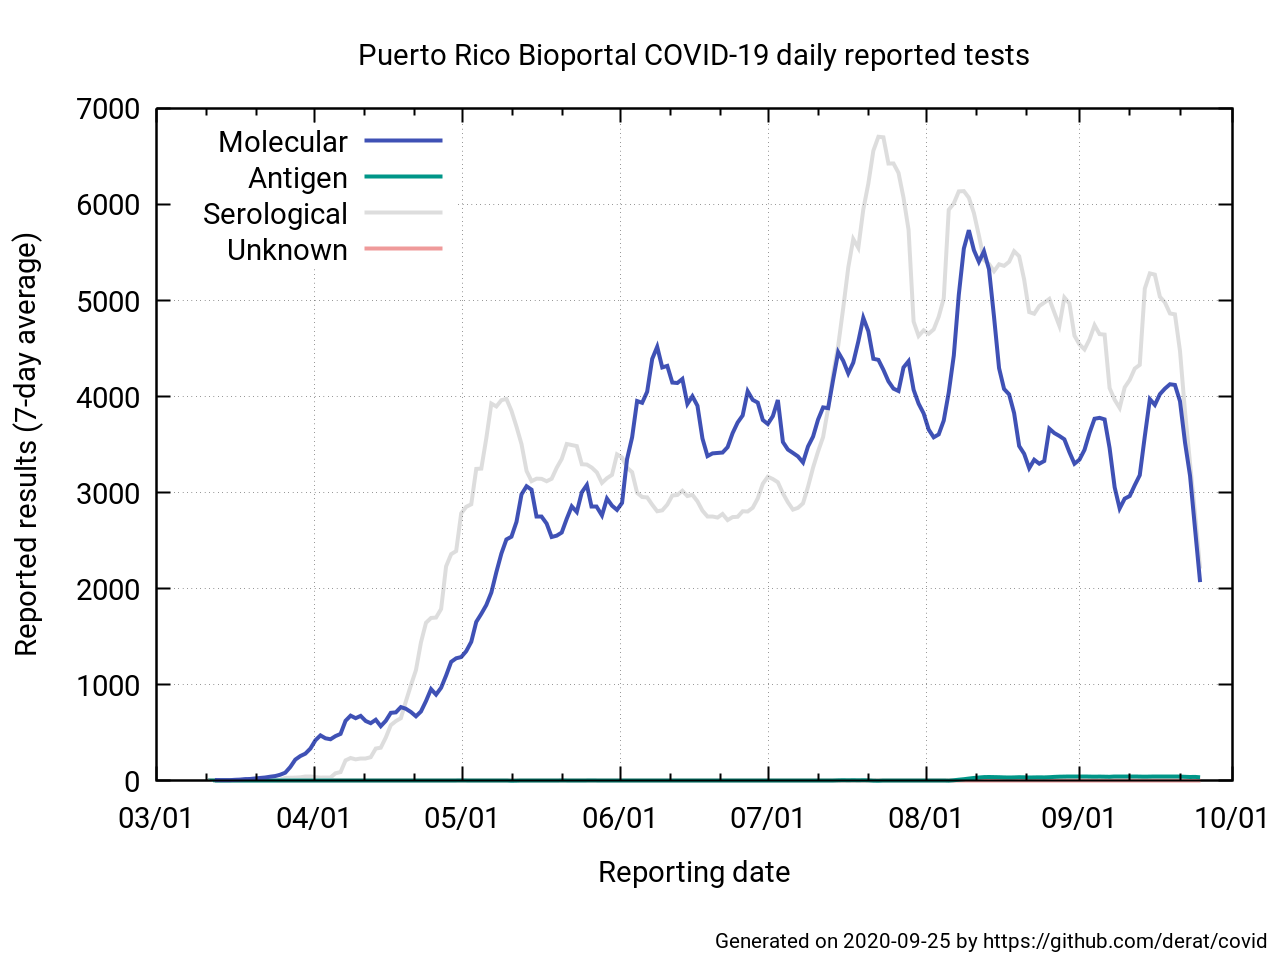 Puerto Rico Bioportal COVID-19 daily reported tests
7000
6000
5000
4000
3000
2000
1000
0
Molecular
Antigen
Serological
Unknown
Reported results (7-day average)
03/01 04/01 05/01 06/01 07/01 08/01 09/01 10/01
Reporting date
Generated on 2020-09-25 by https://github.com/derat/covid